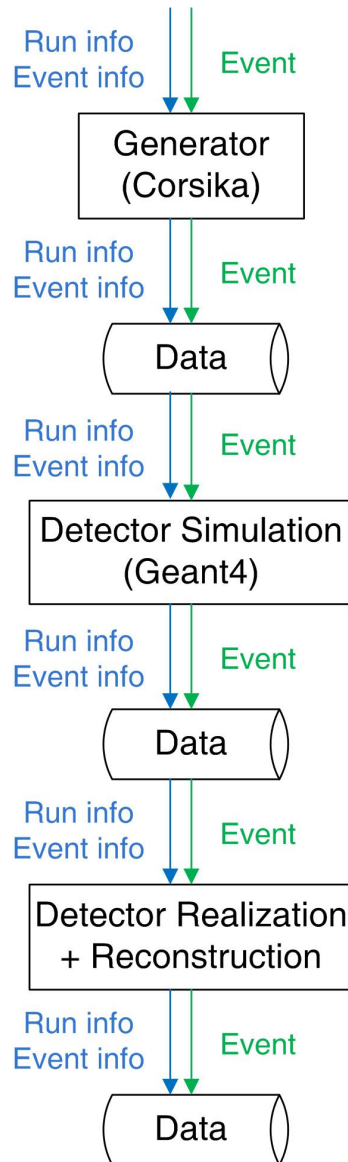 Run info
Event info
Event
Generator
(Corsika)
Run info
Event info
Event
Data
Run info
Event info
Event
Detector Simulation
(Geant4)
Run info
Event info
Event
Data
Run info
Event info
Event
Detector Realization
+ Reconstruction
Run info
Event info
Event
Data